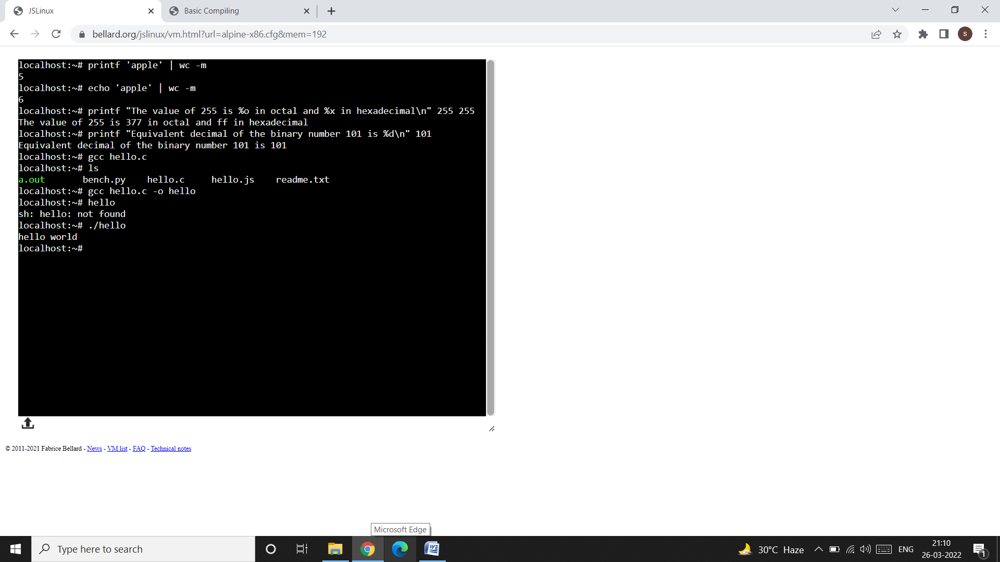 JSLinux
Basic Compiling
bellard.org/jslinux/vm.html?url=alpine-x86.cfg&mem=192
S
localhost:~# printf 'apple' | wc -m
5
localhost:~# echo 'apple' | wc -m
6
localhost:~# printf "The value of 255 is %o in octal and %x in hexadecimal\n" 255 255
The value of 255 is 377 in octal and ff in hexadecimal
localhost:~# printf "Equivalent decimal of the binary number 101 is %d\n" 101
Equivalent decimal of the binary number 101 is 101
localhost:~# gcc hello.c
localhost:~# ls
a.out bench.py hello.c hello.js readme.txt
localhost:~# gcc hello.c -o hello
localhost:~# hello
sh: hello: not found
localhost:~# ./hello
hello world
localhost:~#
© 2011-2021 Fabrice Bellard - News - VM list - FAQ - Technical notes
Microsoft Edge
Type here to search
30°C Haze
ENG
21:10
26-03-2022
1